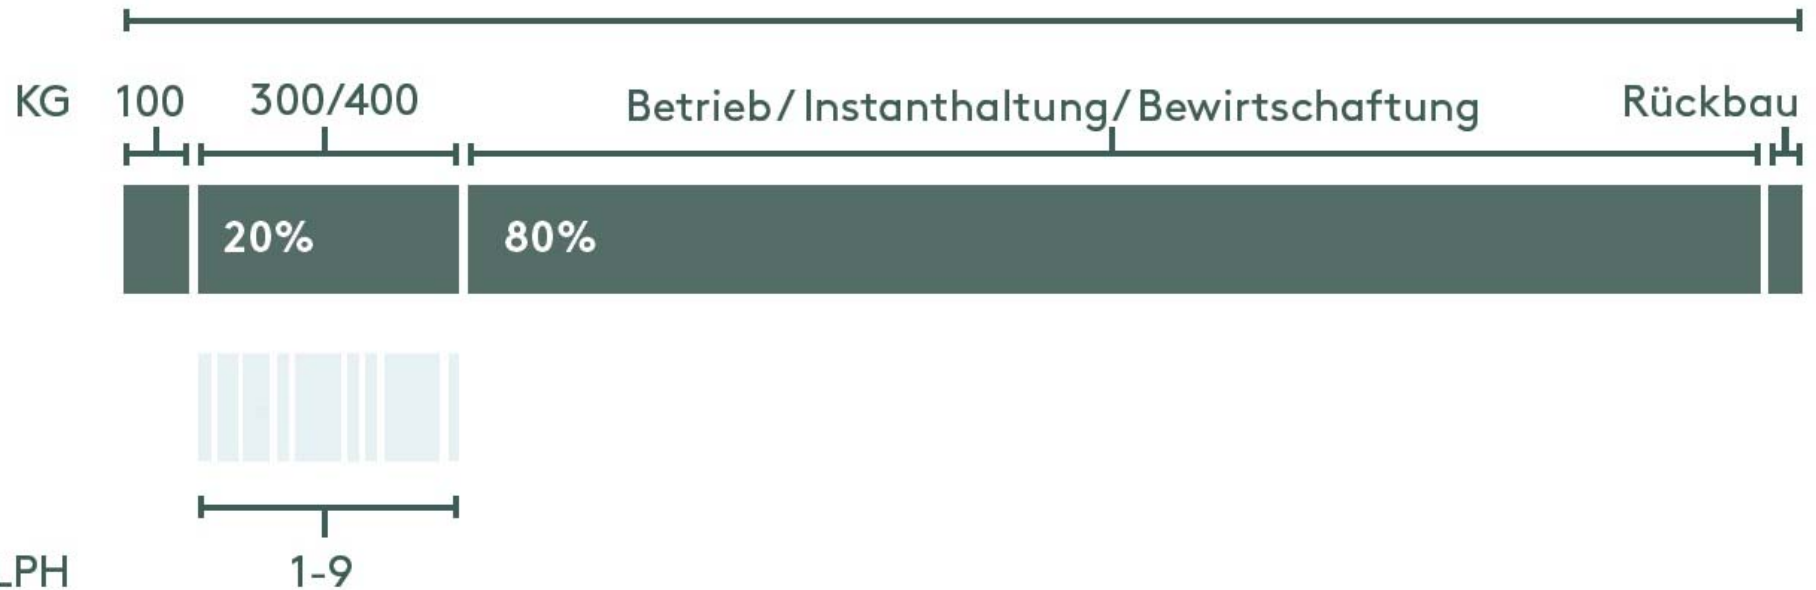 KG 100 300/400 Betrieb/Instanthaltung/Bewirtschaftung Rückbau
20% 80%
LPH 1-9